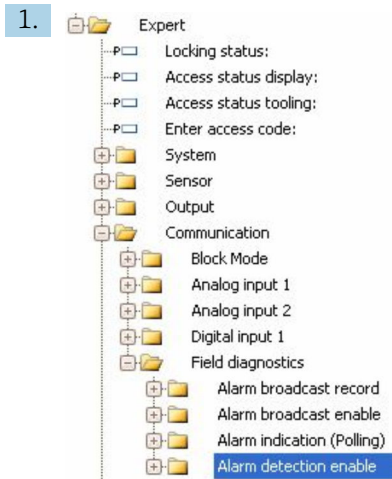 1.
Expert
Locking status:
Access status display:
Access status tooling:
Enter access code:
System
Sensor
Output
Communication
Block Mode
Analog input 1
Analog input 2
Digital input 1
Field diagnostics
Alarm broadcast record
Alarm broadcast enable
Alarm indication (Polling)
Alarm detection enable